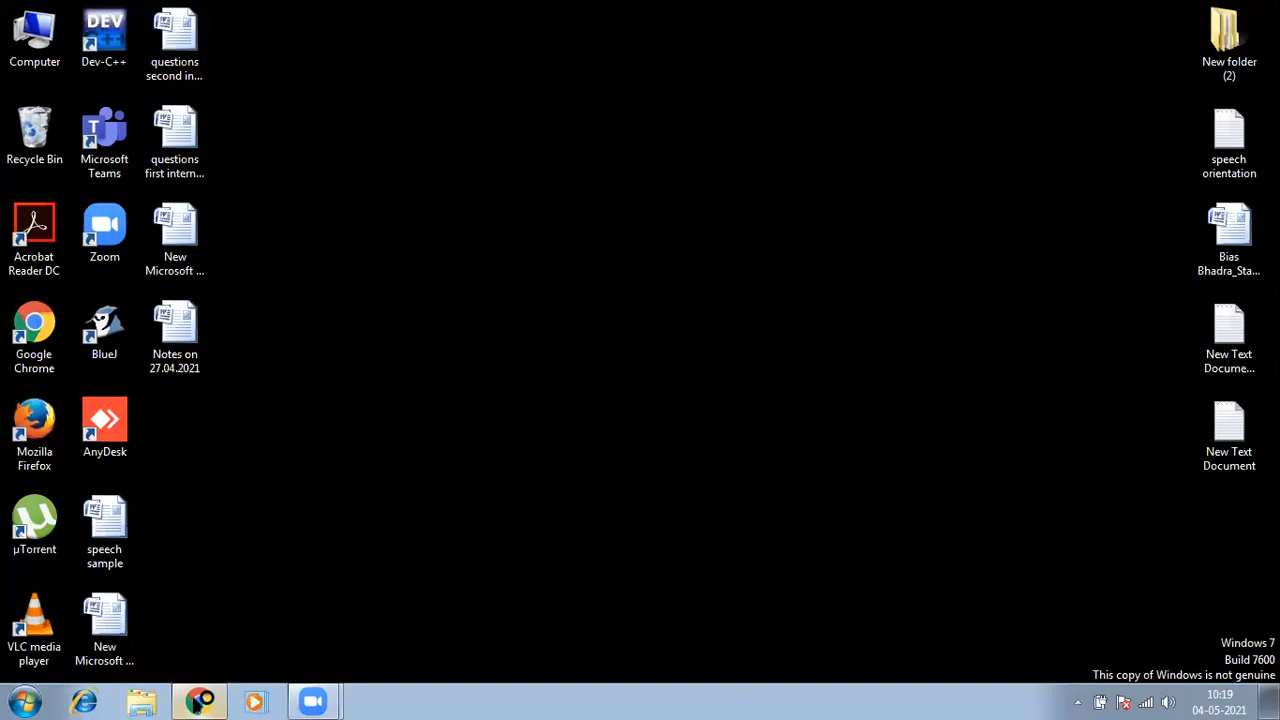 Computer
DEV
Dev-C++
questions
second in...
Recycle Bin
T
Microsoft
Teams
questions
first intern...
Acrobat
Reader DC
Zoom
New
Microsoft ...
Google
Chrome
BlueJ
Notes on
27.04.2021
Mozilla
Firefox
AnyDesk
µTorrent
speech
sample
VLC media
player
New
Microsoft ...
New folder
(2)
speech
orientation
Bias
Bhadra_Sta...
New Text
Docume...
New Text
Document
Windows 7
Build 7600
This copy of Windows is not genuine
10:19
04-05-2021